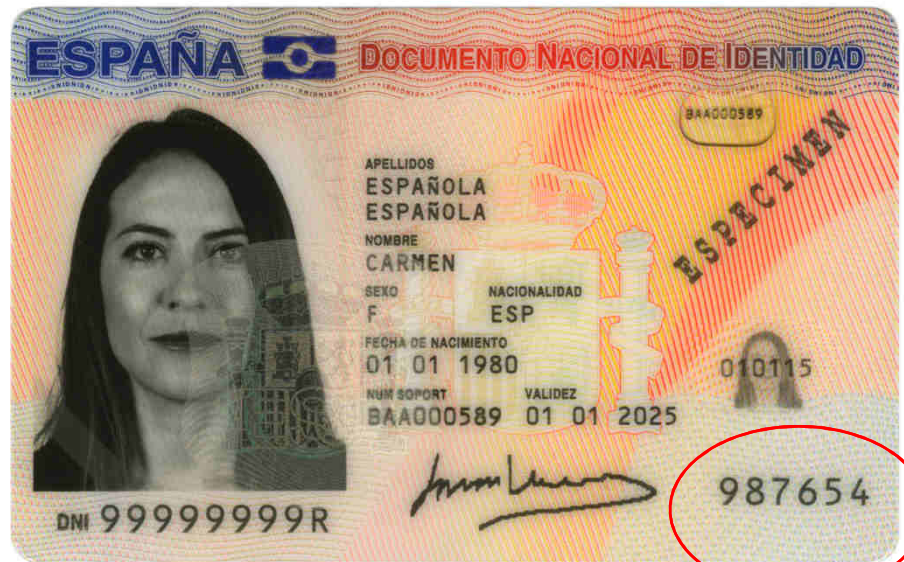 ESPAÑA DOCUMENTO NACIONAL DE IDENTIDAD
BAA000589
ESPECIMEN
APELLIDOS
ESPAÑOLA
ESPAÑOLA
NOMBRE
CARMEN
SEXO NACIONALIDAD
F ESP
FECHA DE NACIMIENTO
01 01 1980
010115
NUM SOPORT VALIDEZ
BAA000589 01 01 2025
987654
DNI 99999999R